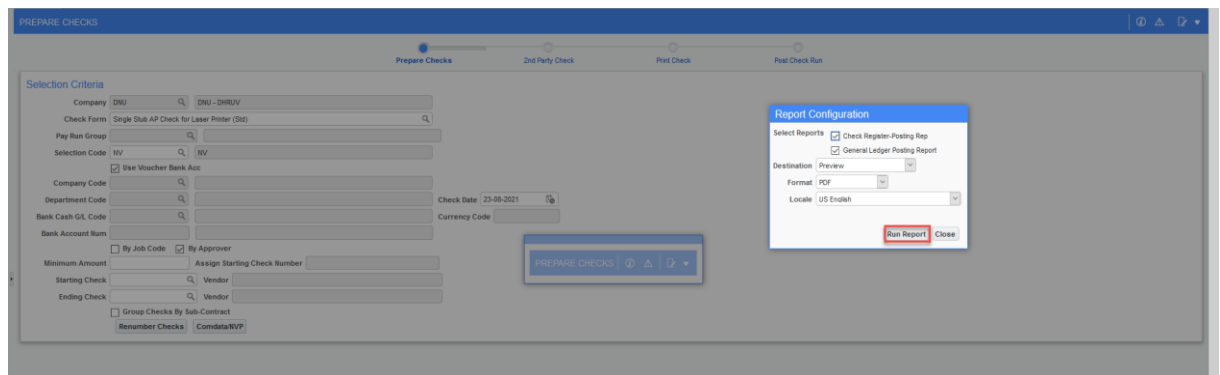 PREPARE CHECKS
Prepare Checks
2nd Party Check
Print Check
Post Check Run
Selection Criteria
Company DNU DNU - DHRUV
Check Form Single Stub AP Check for Laser Printer (Std)
Pay Run Group
Selection Code NV NV
Use Voucher Bank Acc
Company Code
Department Code Check Date 23-08-2021
Bank Cash G/L Code Currency Code
Bank Account Num
By Job Code By Approver
Minimum Amount Assign Starting Check Number
Starting Check Vendor
Ending Check Vendor
Group Checks By Sub-Contract
Renumber Checks Comdata/NVP
PREPARE CHECKS
Report Configuration
Select Reports Check Register-Posting Rep
General Ledger Posting Report
Destination Preview
Format PDF
Locale US English
Run Report Close